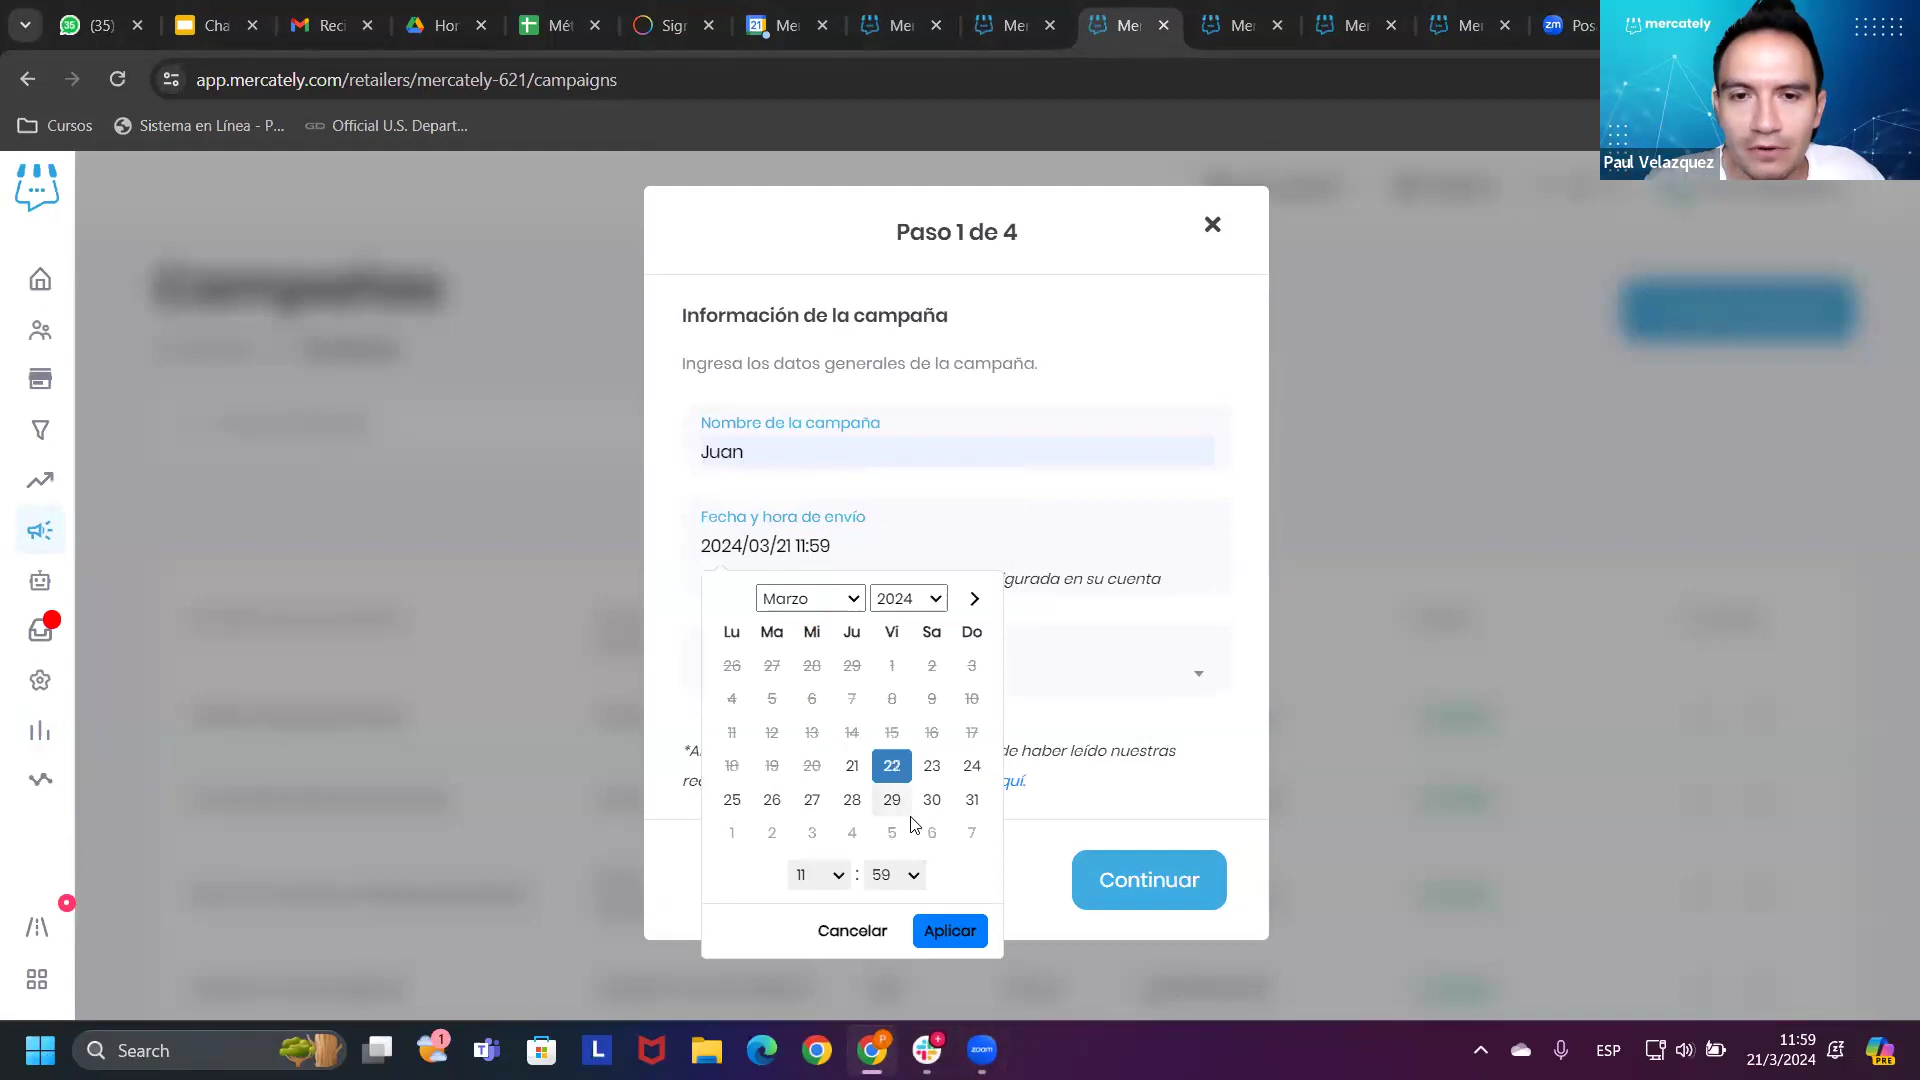 (35)
Cha
Reci
Hor
Mét
Sign
Me
Mer
Mer
Mer
Mer
Mer
Mer
Pos
app.mercately.com/retailers/mercately-621/campaigns
Cursos
Sistema en Línea - P...
Official U.S. Depart...
mercately
Paul Velazquez
Paso 1 de 4
Información de la campaña
Ingresa los datos generales de la campaña.
Nombre de la campaña
Juan
Fecha y hora de envío
2024/03/21 11:59
igurada en su cuenta
Marzo 2024
Lu Ma Mi Ju Vi Sa Do
26 27 28 29 1 2 3
4 5 6 7 8 9 10
11 12 13 14 15 16 17
18 19 20 21 22 23 24
25 26 27 28 29 30 31
1 2 3 4 5 6 7
11 : 59
Cancelar Aplicar
de haber leído nuestras
quí.
Continuar
Search
ESP
11:59
21/3/2024